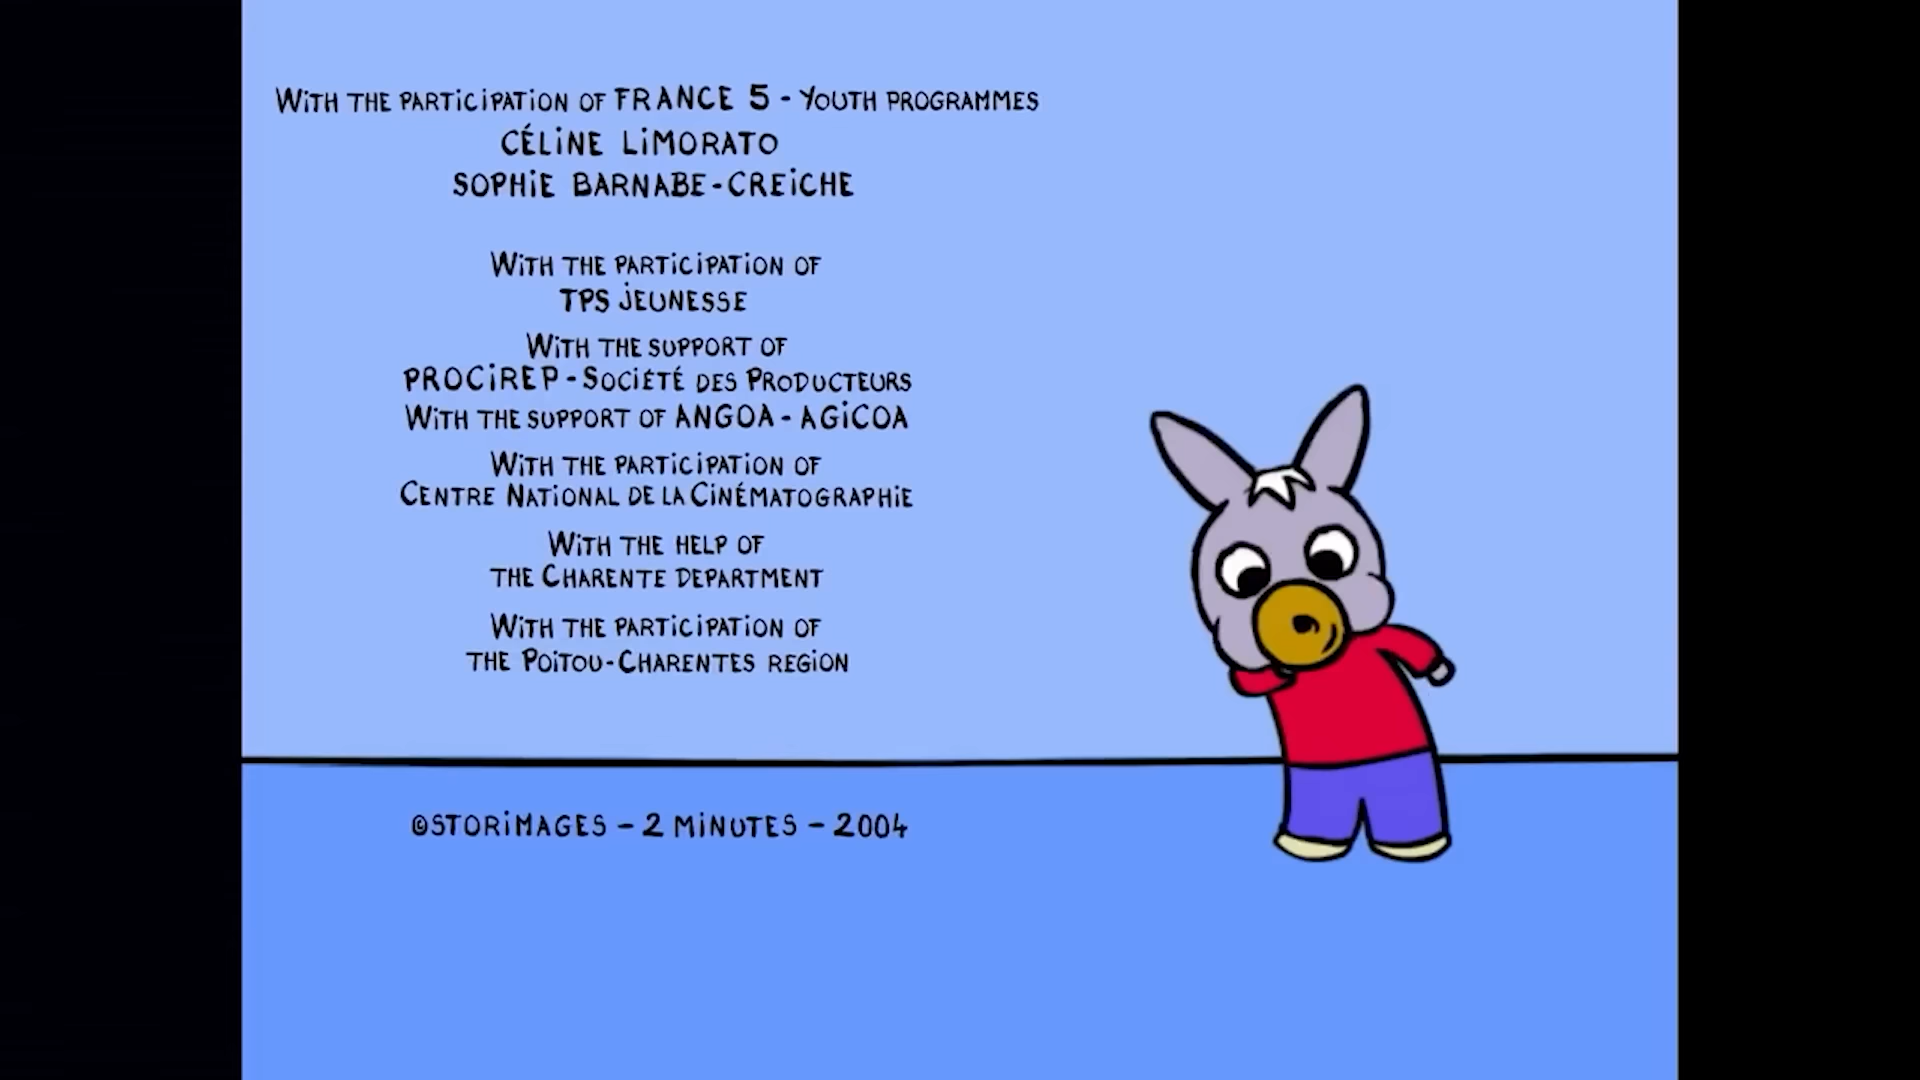 WiTH THE PARTiCiPATiON OF FRANCE 5 - YOUTH PROGRAMMES
CÉLiNE LiMORATO
SOPHiE BARNABE-CREiCHE
WiTH THE PARTiCiPATiON OF
TPS JEUNESSE
WiTH THE SUPPORT OF
PROCiREP - SOCiÉTÉ DES PRODUCTEURS
WiTH THE SUPPORT OF ANGOA - AGiCOA
WiTH THE PARTiCiPATiON OF
CENTRE NATiONAL DE LA CiNÉMATOGRAPHiE
WiTH THE HELP OF
THE CHARENTE DEPARTMENT
WiTH THE PARTiCiPATiON OF
THE POiTOU-CHARENTES REGiON
©STORiMAGES - 2 MiNUTES - 2004